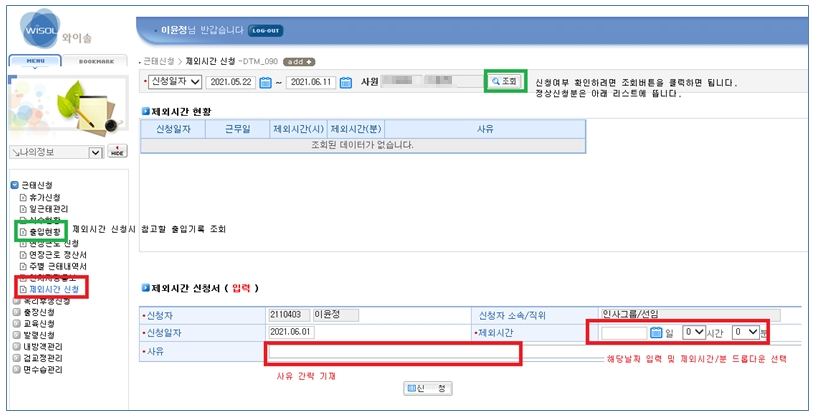 WiSOL 와이솔
이윤정님 반갑습니다 LOG-OUT
MENU BOOKMARK
근태신청 > 제외시간 신청 -DTM_090 add +
신청일자 2021.05.22 ~ 2021.06.11 사원 조회
신청여부 확인하려면 조회버튼을 클릭하면 됩니다.
정상신청분은 아래 리스트에 뜹니다.
제외시간 현황
신청일자 근무일 제외시간(시) 제외시간(분) 사유
조회된 데이터가 없습니다.
나의정보 HIDE
근태신청
휴가신청
일근태관리
출입현황 제외시간 신청시 참고할 출입기록 조회
연장근로 신청
연장근로 정산서
주별 근태내역서
제외시간 신청
복리후생신청
출장신청
교육신청
발령신청
내방객관리
검교정관리
면수습관리
제외시간 신청서 ( 입력 )
•신청자 2110403 이윤정 신청자 소속/직위 인사그룹/선임
•신청일자 2021.06.01 •제외시간 일 0 시간 0 분
•사유
해당날짜 입력 및 제외시간/분 드롭다운 선택
사유 간략 기재
신 청